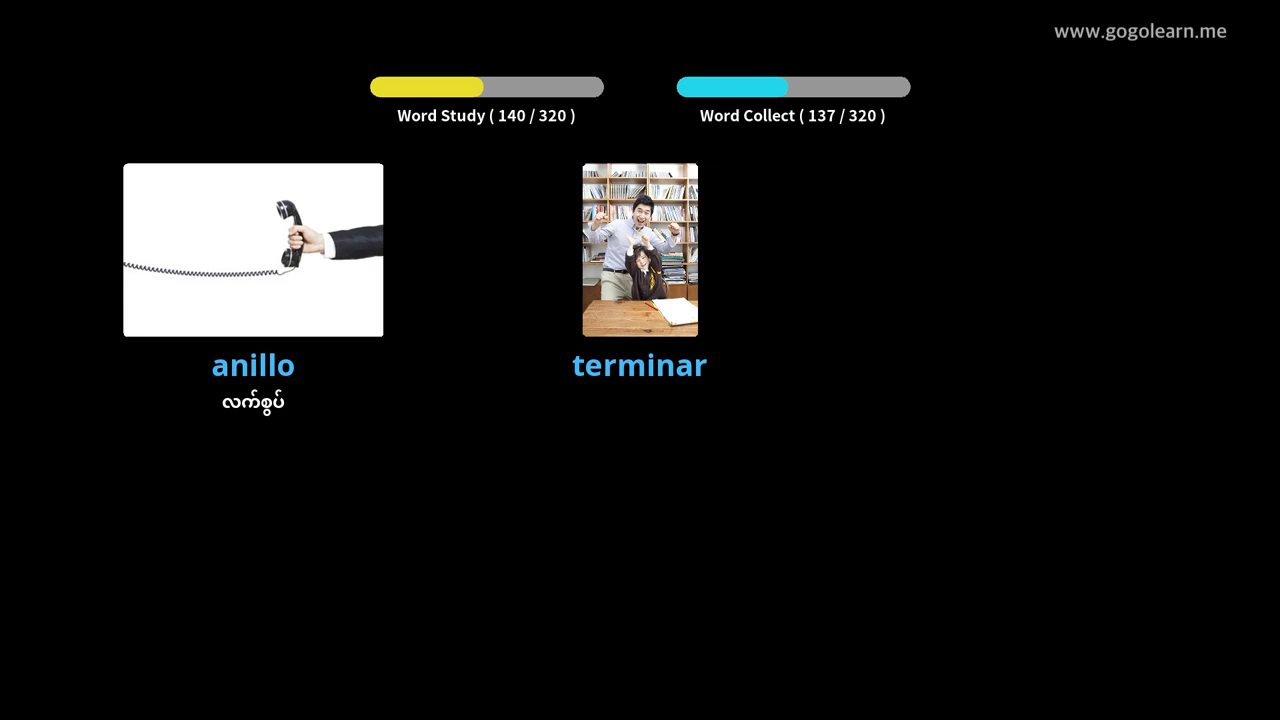 www.gogolearn.me
Word Study ( 140 / 320 )
Word Collect ( 137 / 320 )
anillo
terminar
လက်စွပ်